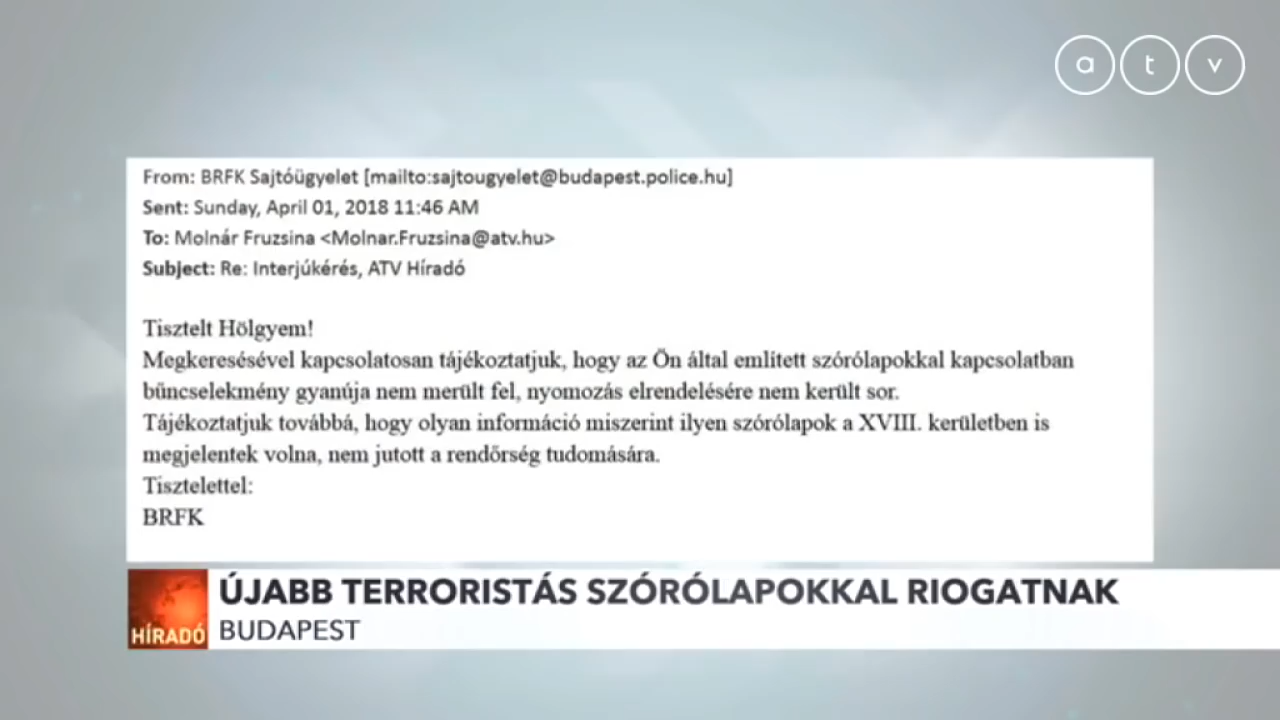 a t v
From: BRFK Sajtóügyelet [mailto:sajtougyelet@budapest.police.hu]
Sent: Sunday, April 01, 2018 11:46 AM
To: Molnár Fruzsina <Molnar.Fruzsina@atv.hu>
Subject: Re: Interjúkérés, ATV Híradó
Tisztelt Hölgyem!
Megkeresésével kapcsolatosan tájékoztatjuk, hogy az Ön által említett szórólapokkal kapcsolatban
bűncselekmény gyanúja nem merült fel, nyomozás elrendelésére nem került sor.
Tájékoztatjuk továbbá, hogy olyan információ miszerint ilyen szórólapok a XVIII. kerületben is
megjelentek volna, nem jutott a rendőrség tudomására.
Tisztelettel:
BRFK
ÚJABB TERRORISTÁS SZÓRÓLAPOKKAL RIOGATNAK
HÍRADÓ BUDAPEST